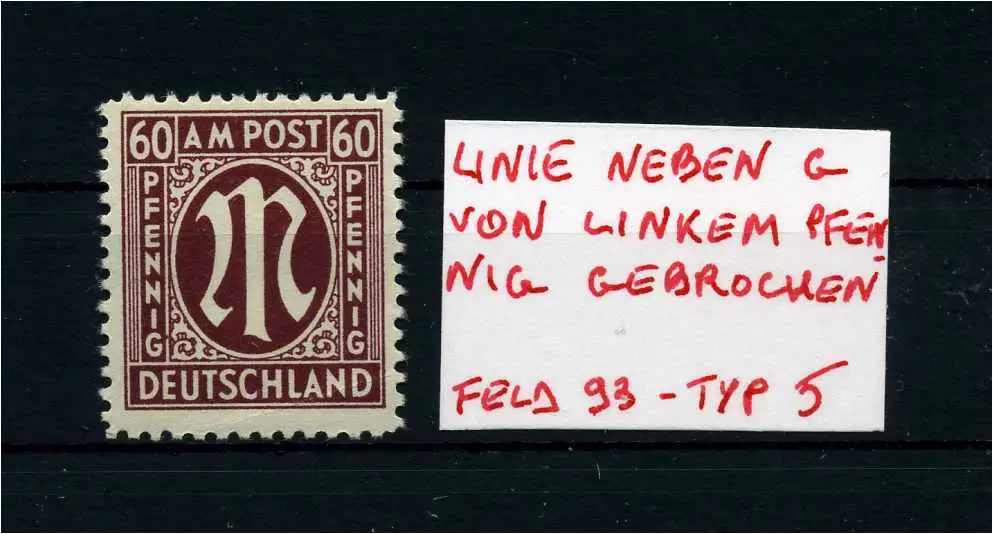 60 AM POST 60
PFENNIG
PFENNIG
DEUTSCHLAND
LINIE NEBEN G
VON LINKEM PFEN-
NIG GEBROCHEN
FELD 93 - TYP 5